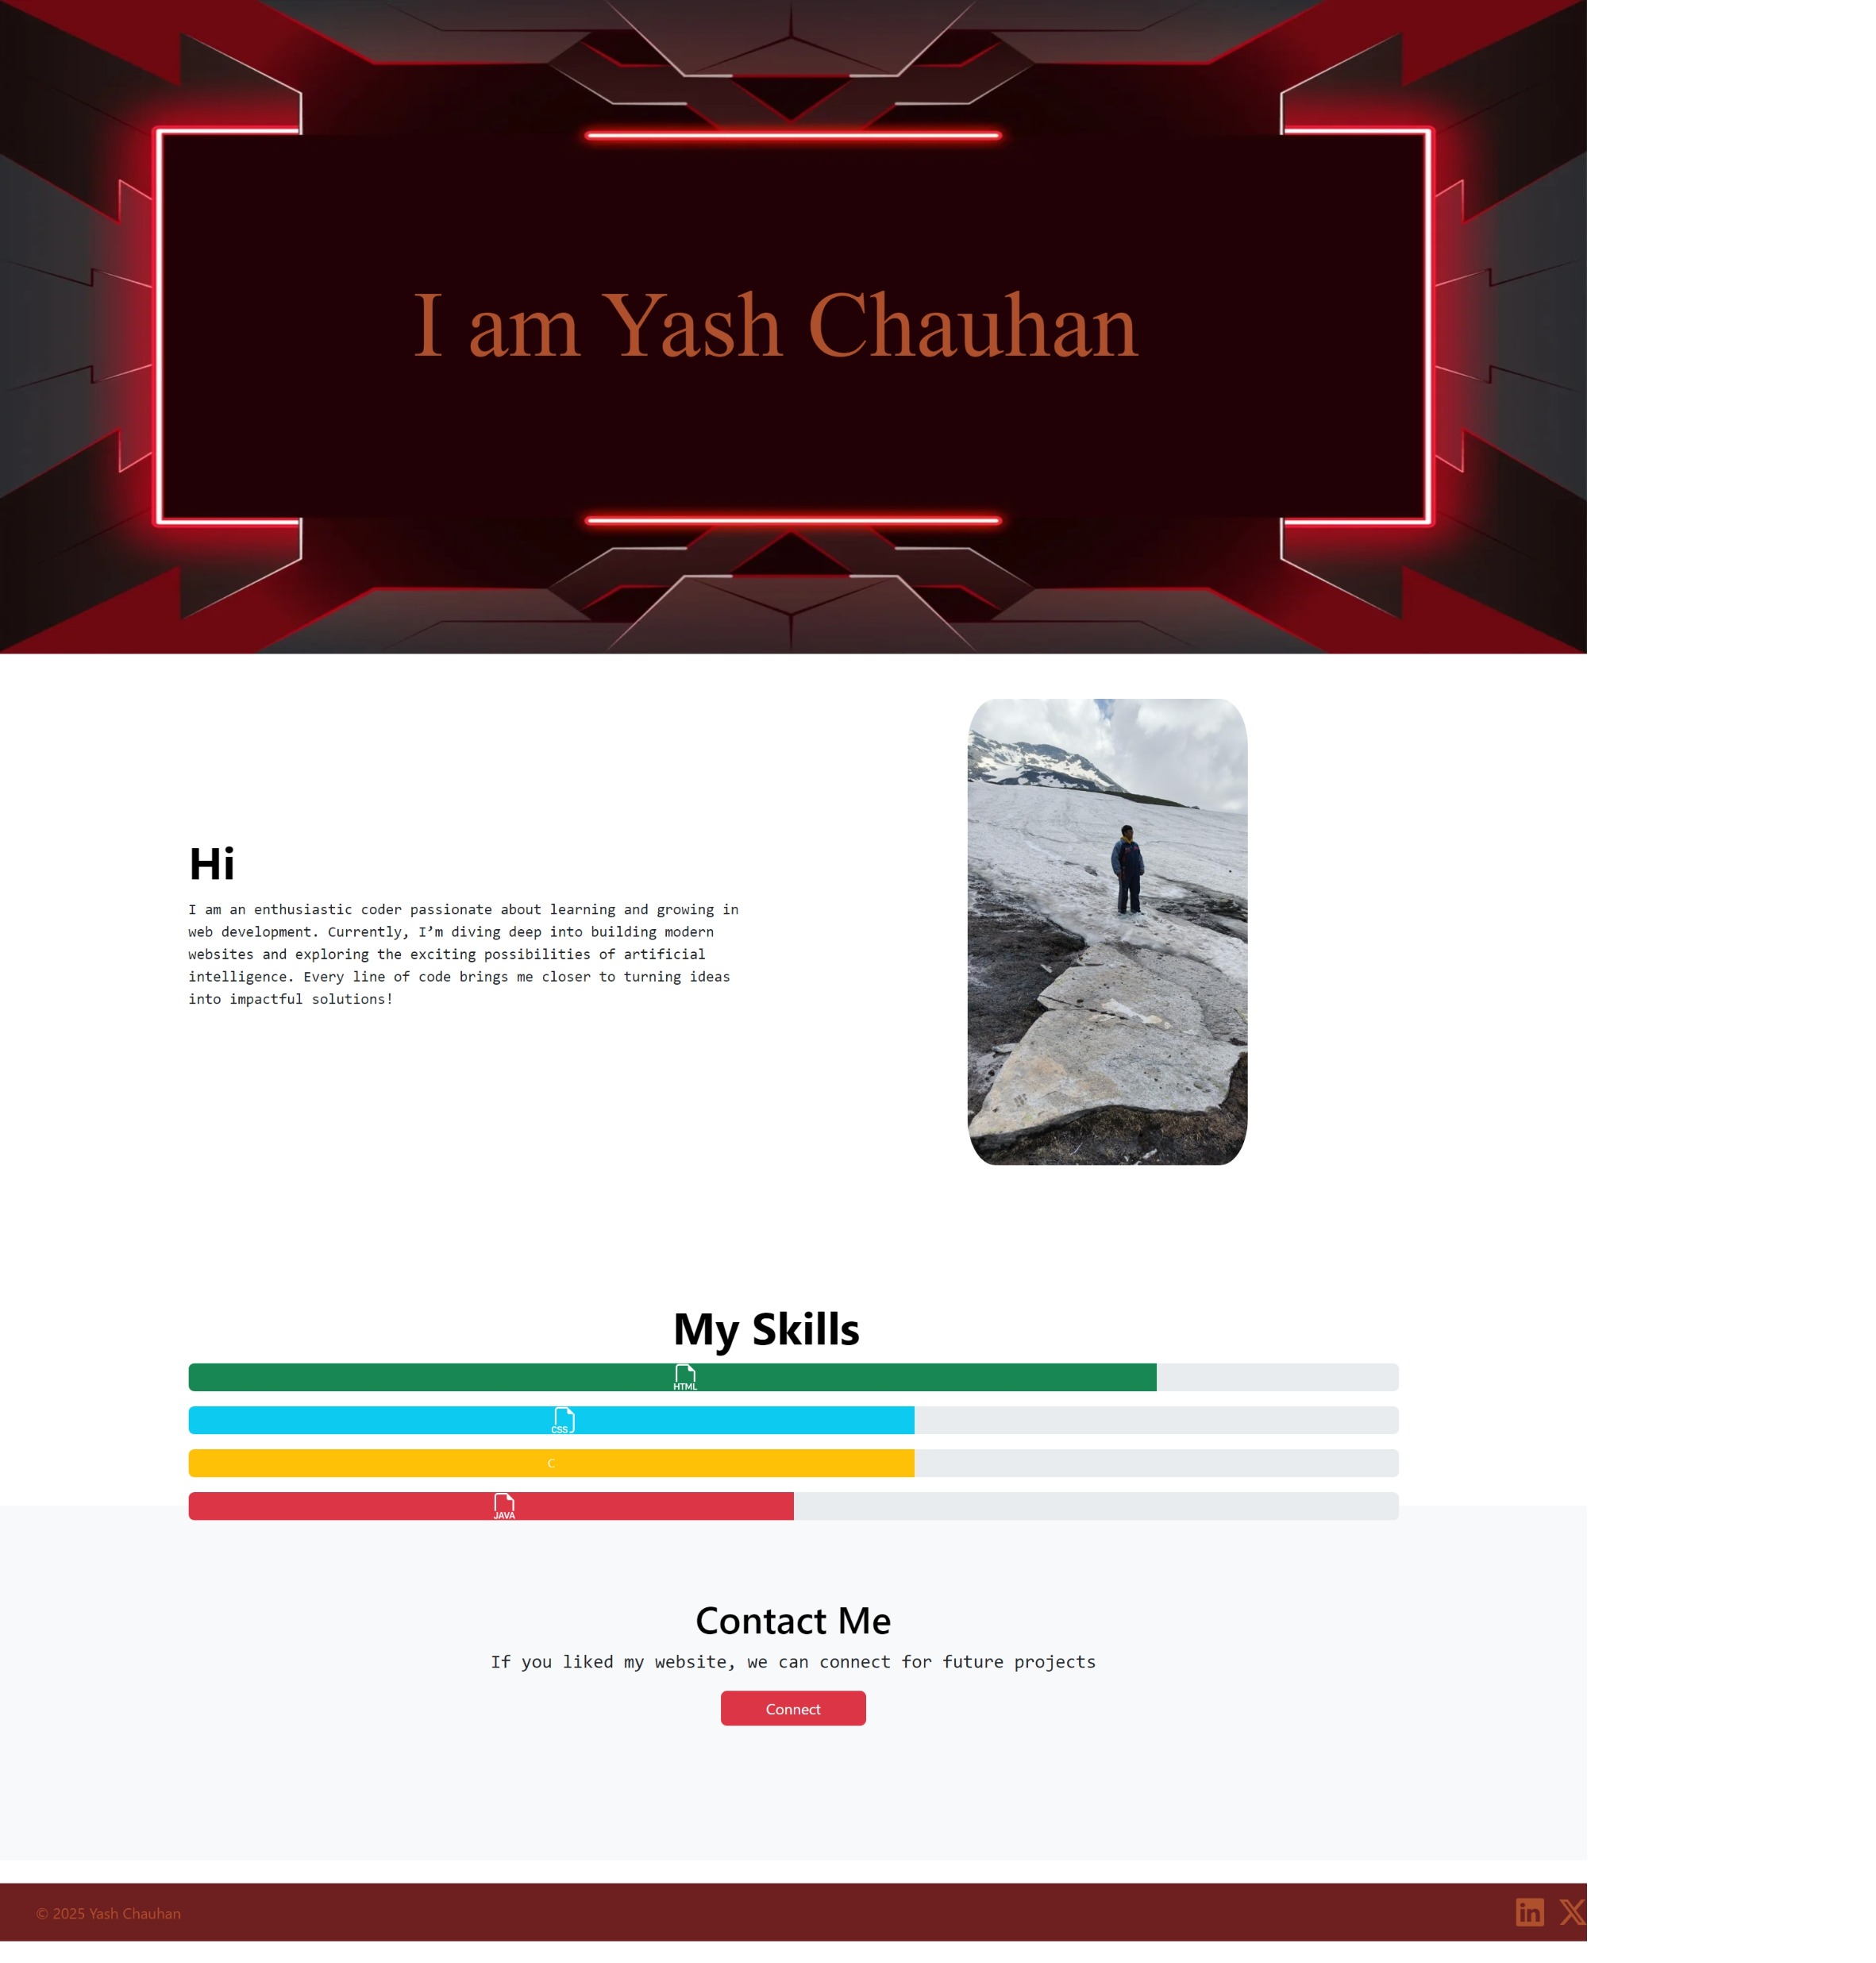 I am Yash Chauhan
Hi
I am an enthusiastic coder passionate about learning and growing in
web development. Currently, I’m diving deep into building modern
websites and exploring the exciting possibilities of artificial
intelligence. Every line of code brings me closer to turning ideas
into impactful solutions!
My Skills
HTML
CSS
C
JAVA
Contact Me
If you liked my website, we can connect for future projects
Connect
© 2025 Yash Chauhan
in X